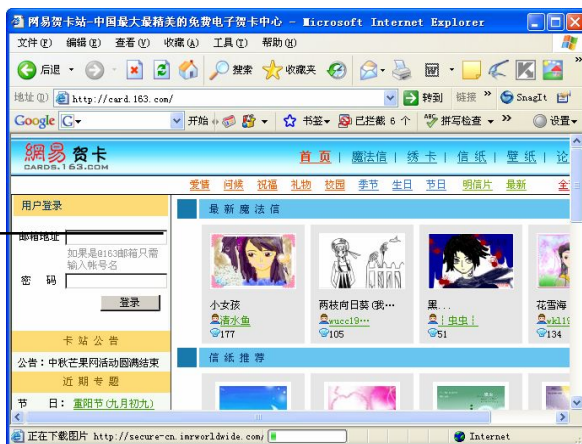 网易贺卡站-中国最大最精美的免费电子贺卡中心 - Microsoft Internet Explorer
文件(F) 编辑(E) 查看(V) 收藏(A) 工具(T) 帮助(H)
后退 搜索 收藏夹
地址(D) http://card.163.com/ 转到 链接 » SnagIt
Google G 开始 书签 已拦截 6 个 拼写检查 » 设置
網易 贺卡
CARDS.163.COM
首 页 | 魔法信 | 绣 卡 | 信 纸 | 壁 纸 | 论
爱情 问候 祝福 礼物 校园 季节 生日 节日 明信片 最新 全
用户登录
最 新 魔 法 信
邮箱地址
如果是@163邮箱只需
输入帐号名
密 码
登录
小女孩 两枝向日葵(我… 黑... 花雪海
清水鱼 wucc19… ┆虫虫┆ wkl19
177 105 51 134
卡 站 公 告
公告：中秋芒果网活动圆满结束
信 纸 推 荐
近 期 专 题
节 日： 重阳节(九月初九)
正在下载图片 http://secure-cn.imrworldwide.com/ Internet